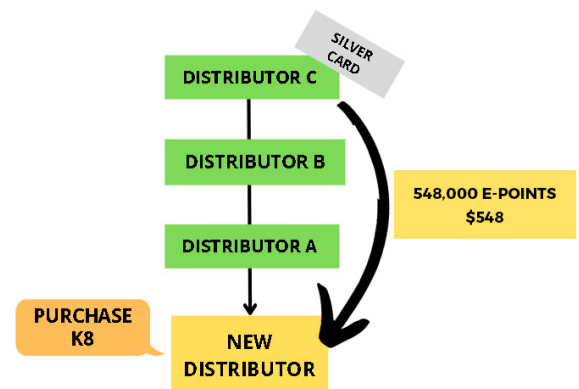 SILVER
CARD
DISTRIBUTOR C
DISTRIBUTOR B
548,000 E-POINTS
$548
DISTRIBUTOR A
PURCHASE
K8
NEW
DISTRIBUTOR